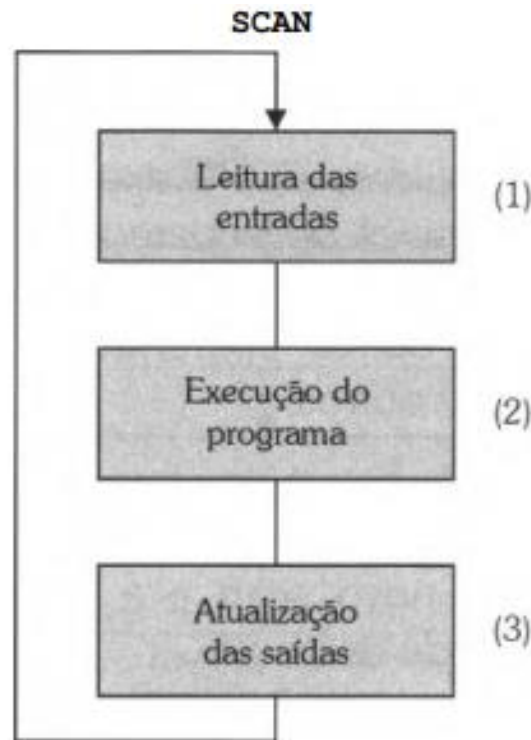 SCAN
Leitura das
entradas
(1)
Execução do
programa
(2)
Atualização
das saídas
(3)